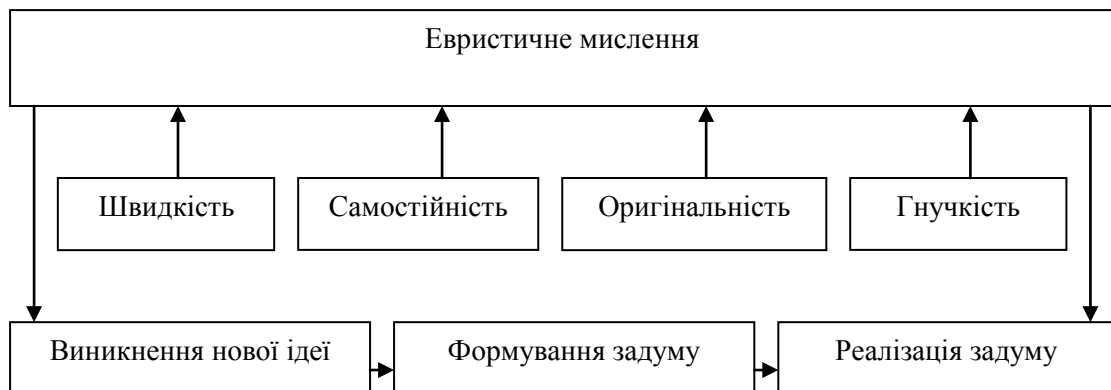 Евристичне мислення
Швидкість
Самостійність
Оригінальність
Гнучкість
Виникнення нової ідеї
Формування задуму
Реалізація задуму